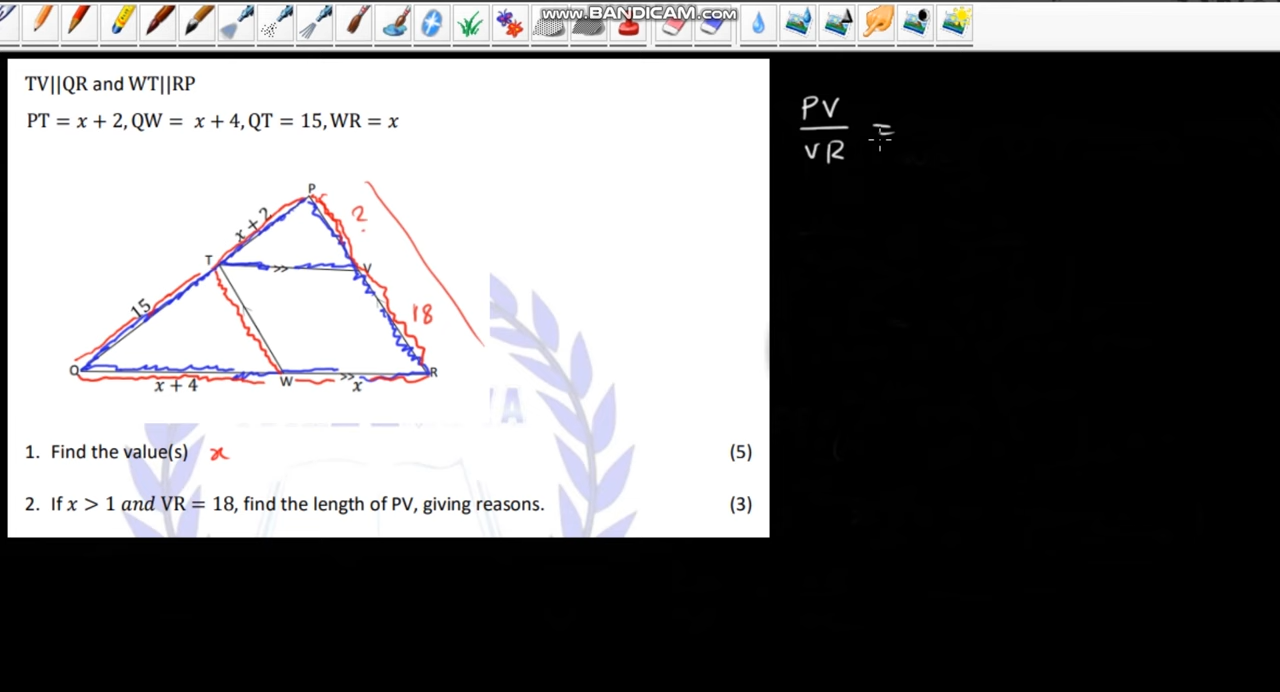 www.BANDICAM.com
TV||QR and WT||RP
PT = x + 2, QW = x + 4, QT = 15, WR = x
P
x + 2
?
T
V
15
18
Q
W
R
x + 4
x
1. Find the value(s) x (5)
2. If x > 1 and VR = 18, find the length of PV, giving reasons. (3)
PV
VR =